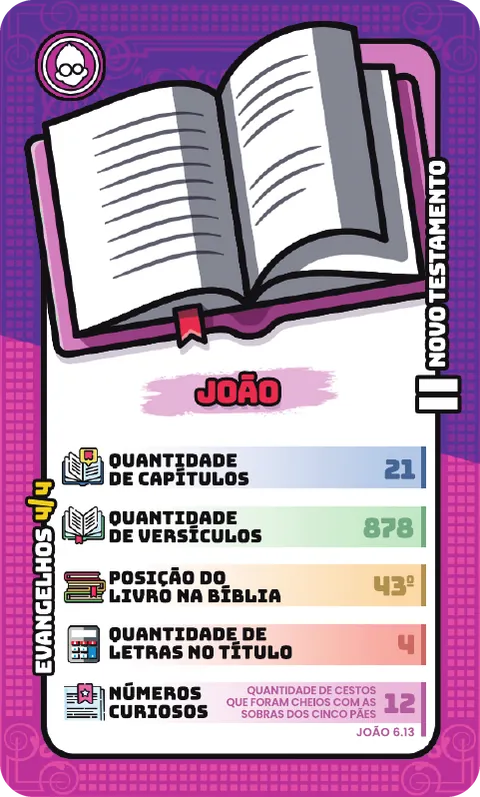 NOVO TESTAMENTO
JOÃO
EVANGELHOS 4/4
QUANTIDADE
DE CAPÍTULOS
21
QUANTIDADE
DE VERSÍCULOS
878
POSIÇÃO DO
LIVRO NA BÍBLIA
43º
QUANTIDADE DE
LETRAS NO TÍTULO
4
NÚMEROS
CURIOSOS
QUANTIDADE DE CESTOS
QUE FORAM CHEIOS COM AS
SOBRAS DOS CINCO PÃES
12
JOÃO 6.13